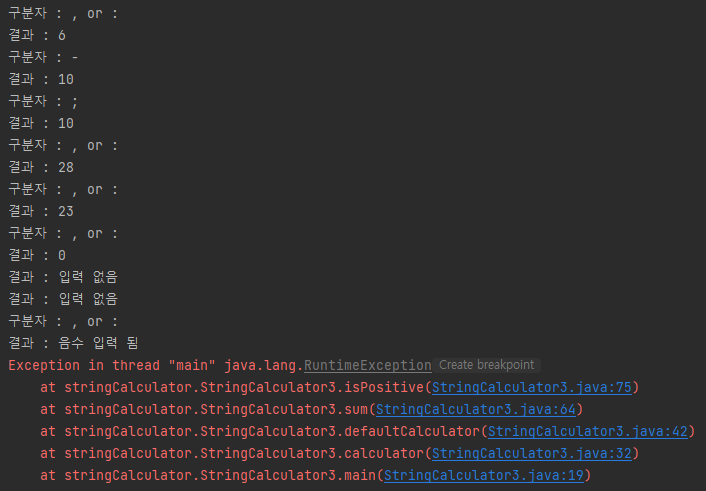 구분자 : , or :
결과 : 6
구분자 : -
결과 : 10
구분자 : ;
결과 : 10
구분자 : , or :
결과 : 28
구분자 : , or :
결과 : 23
구분자 : , or :
결과 : 0
결과 : 입력 없음
결과 : 입력 없음
구분자 : , or :
결과 : 음수 입력 됨
Exception in thread "main" java.lang.RuntimeException Create breakpoint
at stringCalculator.StringCalculator3.isPositive(StringCalculator3.java:75)
at stringCalculator.StringCalculator3.sum(StringCalculator3.java:64)
at stringCalculator.StringCalculator3.defaultCalculator(StringCalculator3.java:42)
at stringCalculator.StringCalculator3.calculator(StringCalculator3.java:32)
at stringCalculator.StringCalculator3.main(StringCalculator3.java:19)